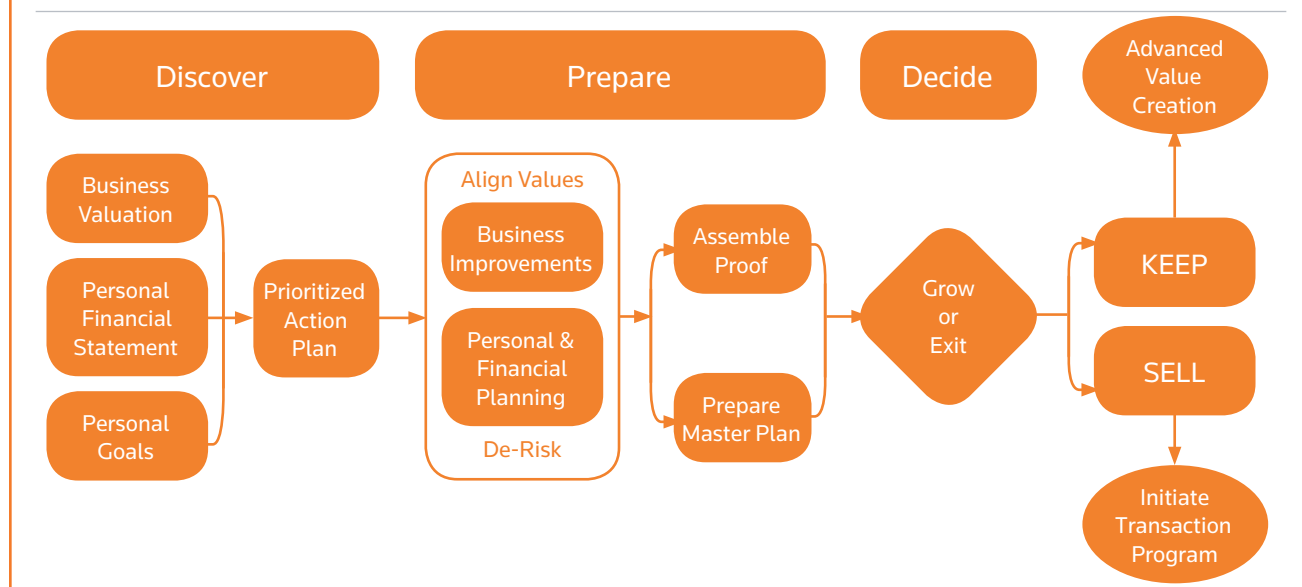 Discover
Prepare
Decide
Advanced
Value
Creation
Business
Valuation
Personal
Financial
Statement
Personal
Goals
Prioritized
Action
Plan
Align Values
Business
Improvements
Personal &
Financial
Planning
De-Risk
Assemble
Proof
Prepare
Master Plan
Grow
or
Exit
KEEP
SELL
Initiate
Transaction
Program